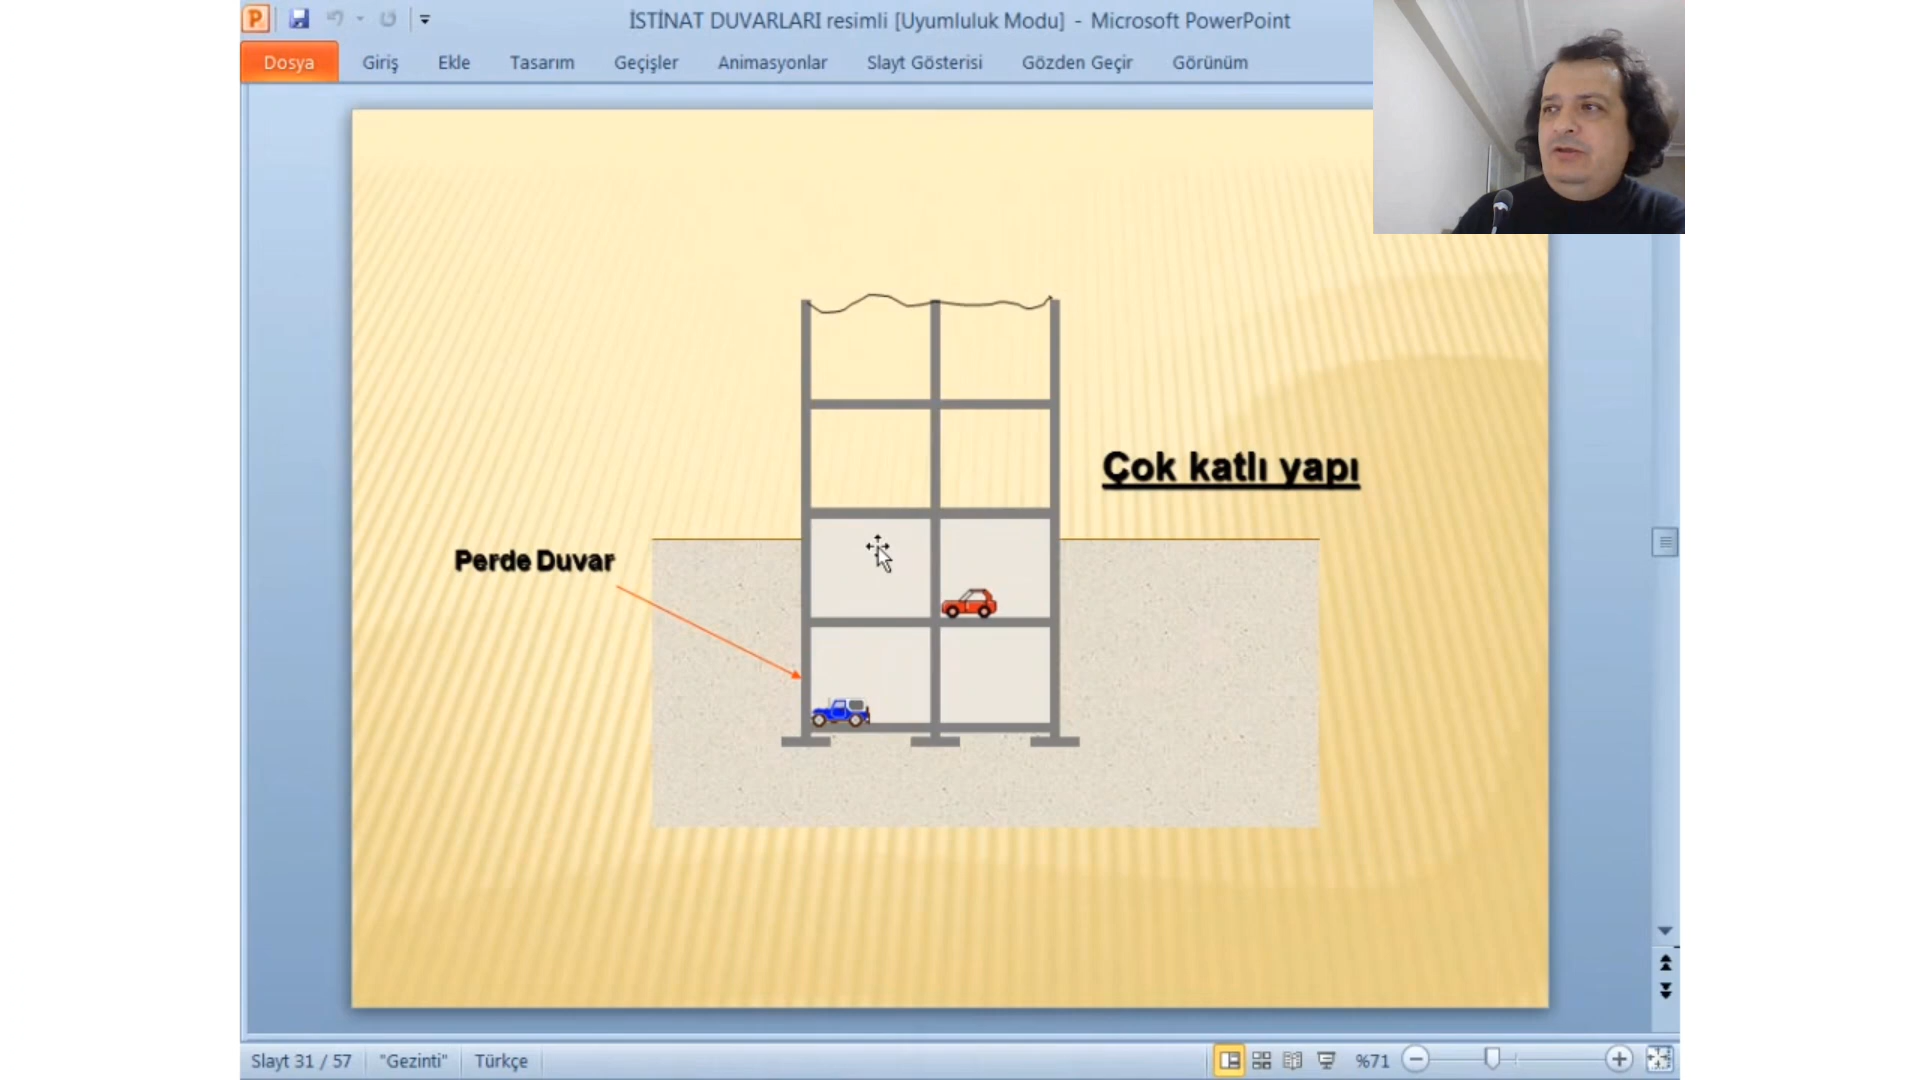 İSTİNAT DUVARLARI resimli [Uyumluluk Modu] - Microsoft PowerPoint
Dosya Giriş Ekle Tasarım Geçişler Animasyonlar Slayt Gösterisi Gözden Geçir Görünüm
Çok katlı yapı
Perde Duvar
Slayt 31 / 57 "Gezinti" Türkçe %71